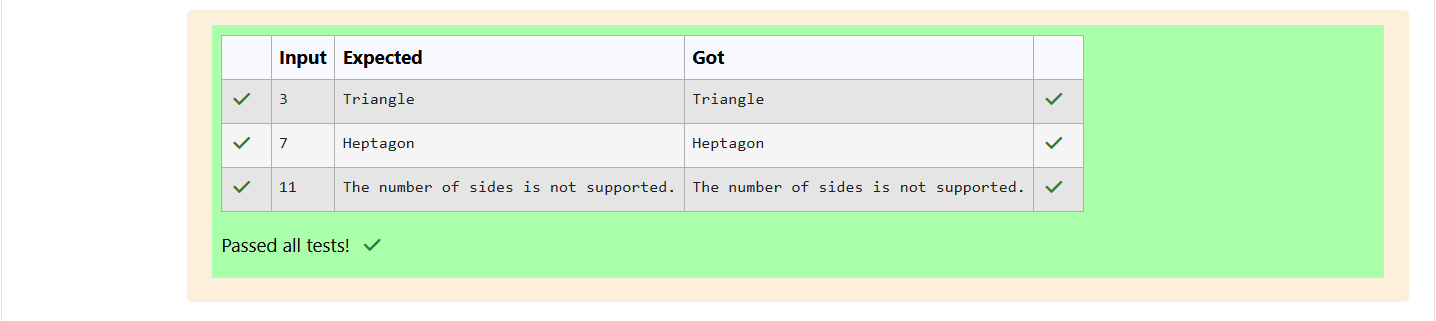 Input Expected Got
3 Triangle Triangle
7 Heptagon Heptagon
11 The number of sides is not supported. The number of sides is not supported.
Passed all tests!